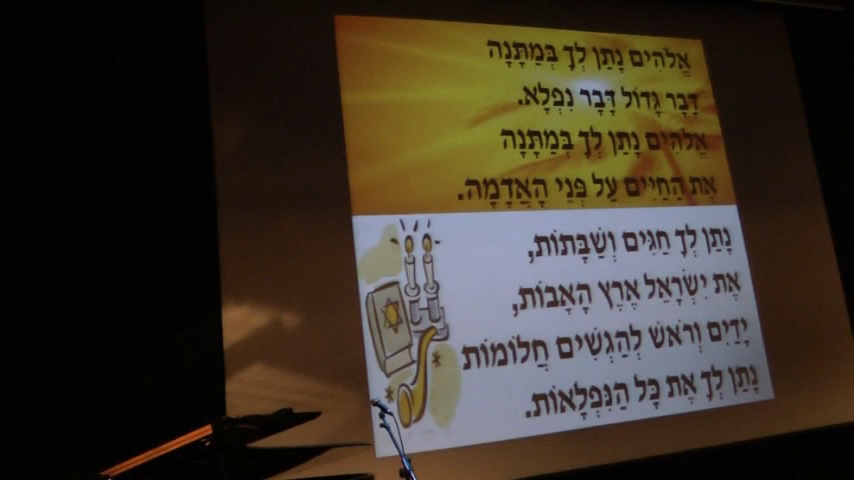 אֱלֹהִים נָתַן לְךָ בְּמַתָּנָה
דָּבָר גָּדוֹל דָּבָר נִפְלָא.
אֱלֹהִים נָתַן לְךָ בְּמַתָּנָה
אֶת הַחַיִּים עַל פְּנֵי הָאֲדָמָה.
נָתַן לְךָ חַגִּים וְשַׁבָּתוֹת,
אֶת יִשְׂרָאֵל אֶרֶץ הָאָבוֹת,
יָדַיִם וְרֹאשׁ לְהַגְשִׁים חֲלוֹמוֹת
נָתַן לְךָ אֶת כָּל הַנִּפְלָאוֹת.